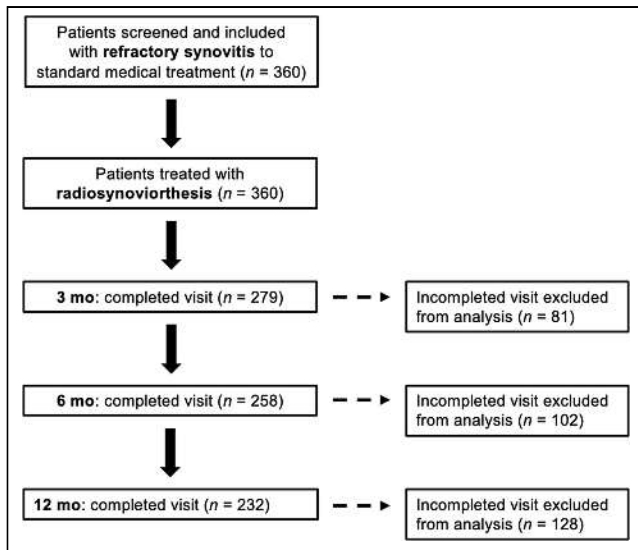 Patients screened and included
with refractory synovitis to
standard medical treatment (n = 360)
Patients treated with
radiosynoviorthesis (n = 360)
3 mo: completed visit (n = 279)
Incompleted visit excluded
from analysis (n = 81)
6 mo: completed visit (n = 258)
Incompleted visit excluded
from analysis (n = 102)
12 mo: completed visit (n = 232)
Incompleted visit excluded
from analysis (n = 128)